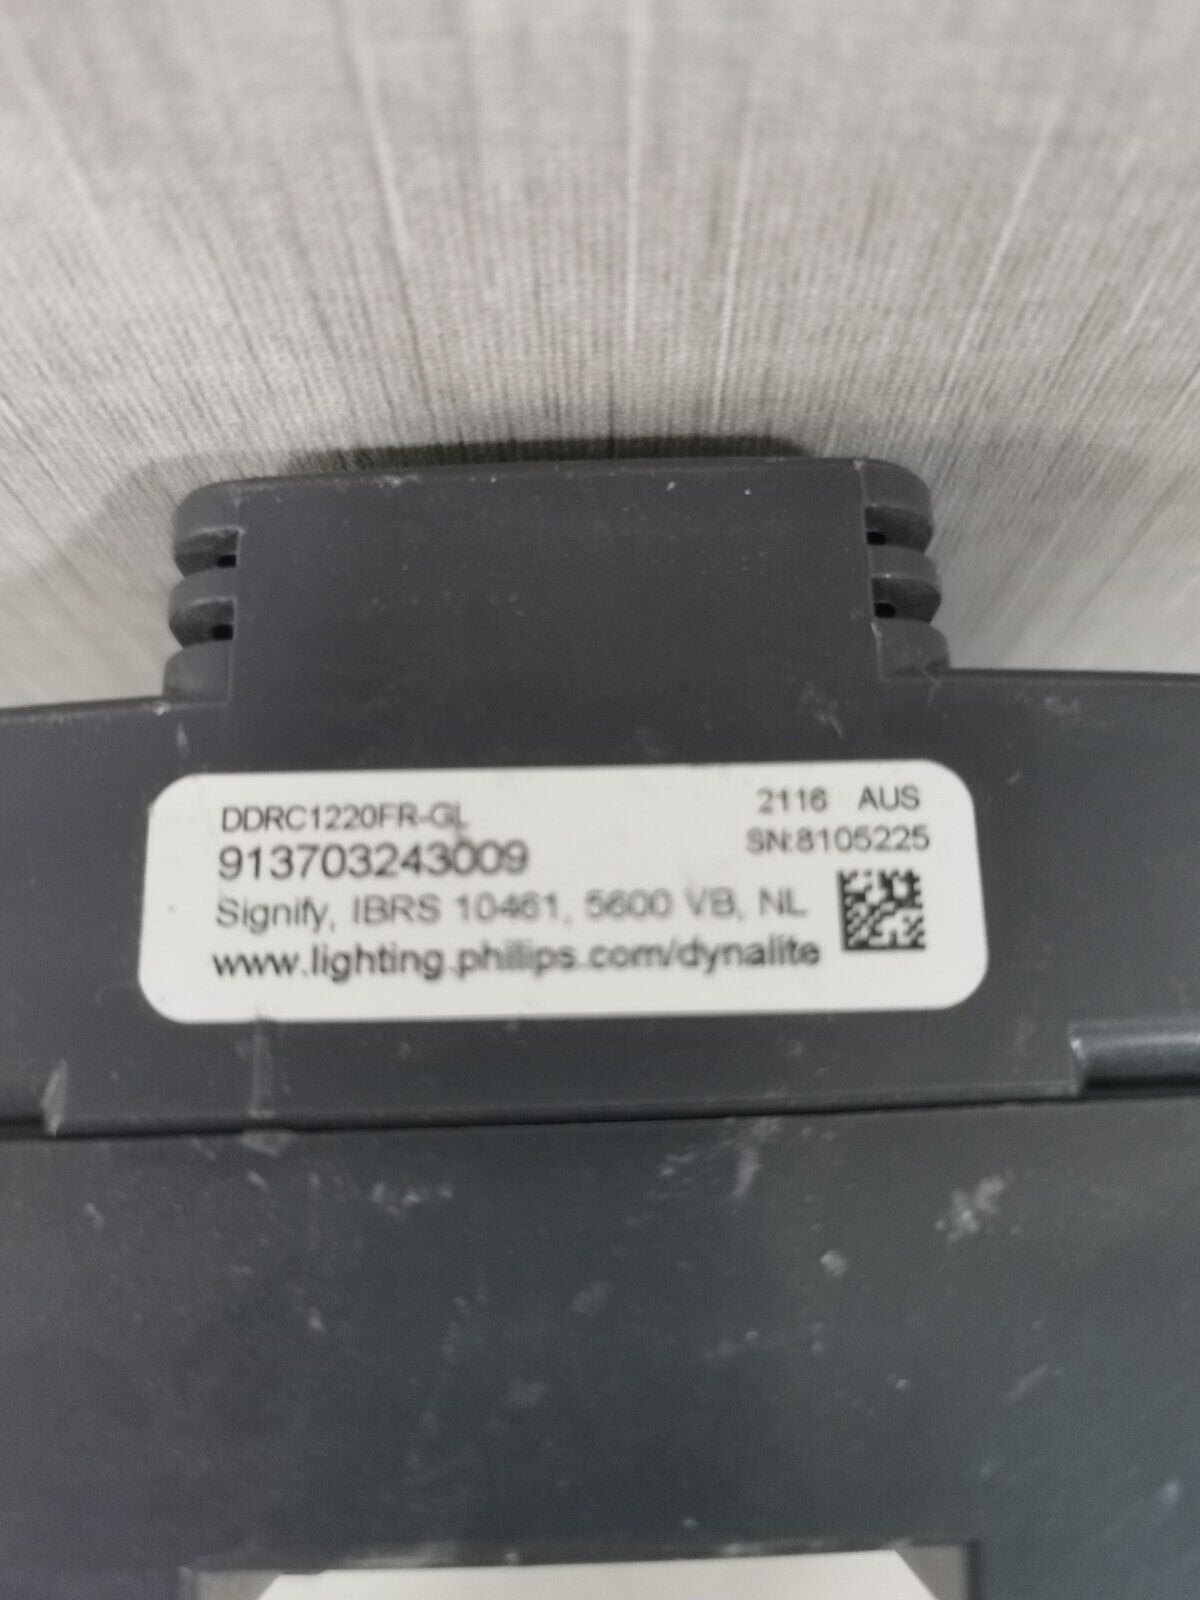 DDRC1220FR-GL 2116 AUS
913703243009 SN:8105225
Signify, IBRS 10461, 5600 VB, NL
www.lighting.philips.com/dynalite